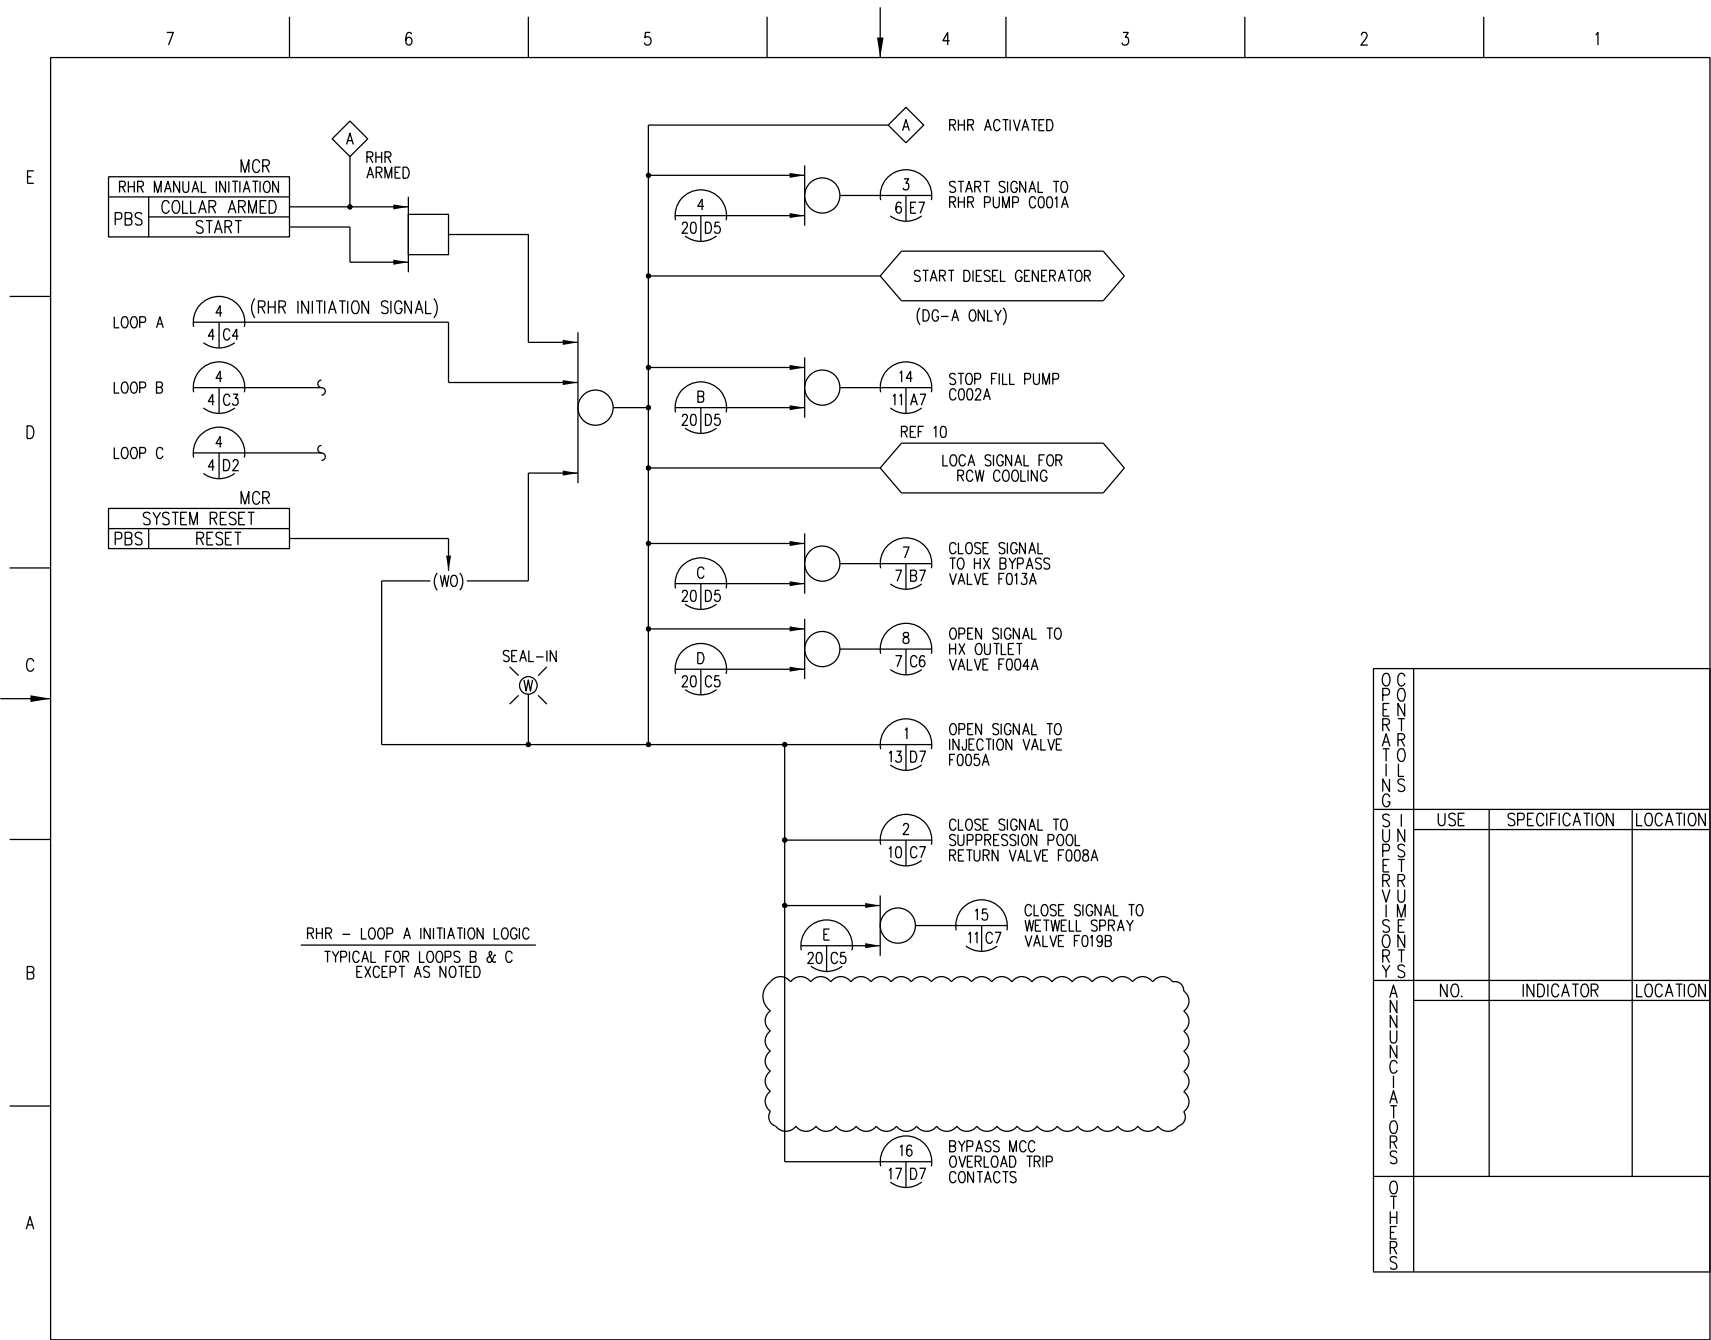 7 6 5 4 3 2 1
E
D
C
B
A
A
RHR
ARMED
MCR
RHR MANUAL INITIATION
PBS
COLLAR ARMED
START
LOOP A
4
4 C4
(RHR INITIATION SIGNAL)
LOOP B
4
4 C3
LOOP C
4
4 D2
MCR
SYSTEM RESET
PBS RESET
(WO)
SEAL-IN
W
A RHR ACTIVATED
4
20 D5
3
6 E7
START SIGNAL TO
RHR PUMP C001A
START DIESEL GENERATOR
(DG-A ONLY)
B
20 D5
14
11 A7
STOP FILL PUMP
C002A
REF 10
LOCA SIGNAL FOR
RCW COOLING
C
20 D5
7
7 B7
CLOSE SIGNAL
TO HX BYPASS
VALVE F013A
D
20 C5
8
7 C6
OPEN SIGNAL TO
HX OUTLET
VALVE F004A
1
13 D7
OPEN SIGNAL TO
INJECTION VALVE
F005A
2
10 C7
CLOSE SIGNAL TO
SUPPRESSION POOL
RETURN VALVE F008A
E
20 C5
15
11 C7
CLOSE SIGNAL TO
WETWELL SPRAY
VALVE F019B
16
17 D7
BYPASS MCC
OVERLOAD TRIP
CONTACTS
RHR - LOOP A INITIATION LOGIC
TYPICAL FOR LOOPS B & C
EXCEPT AS NOTED
OPERATING
CONTROLS
SUPERVISORY
INSTRUMENTS
USE SPECIFICATION LOCATION
ANNUNCIATORS
NO. INDICATOR LOCATION
OTHERS